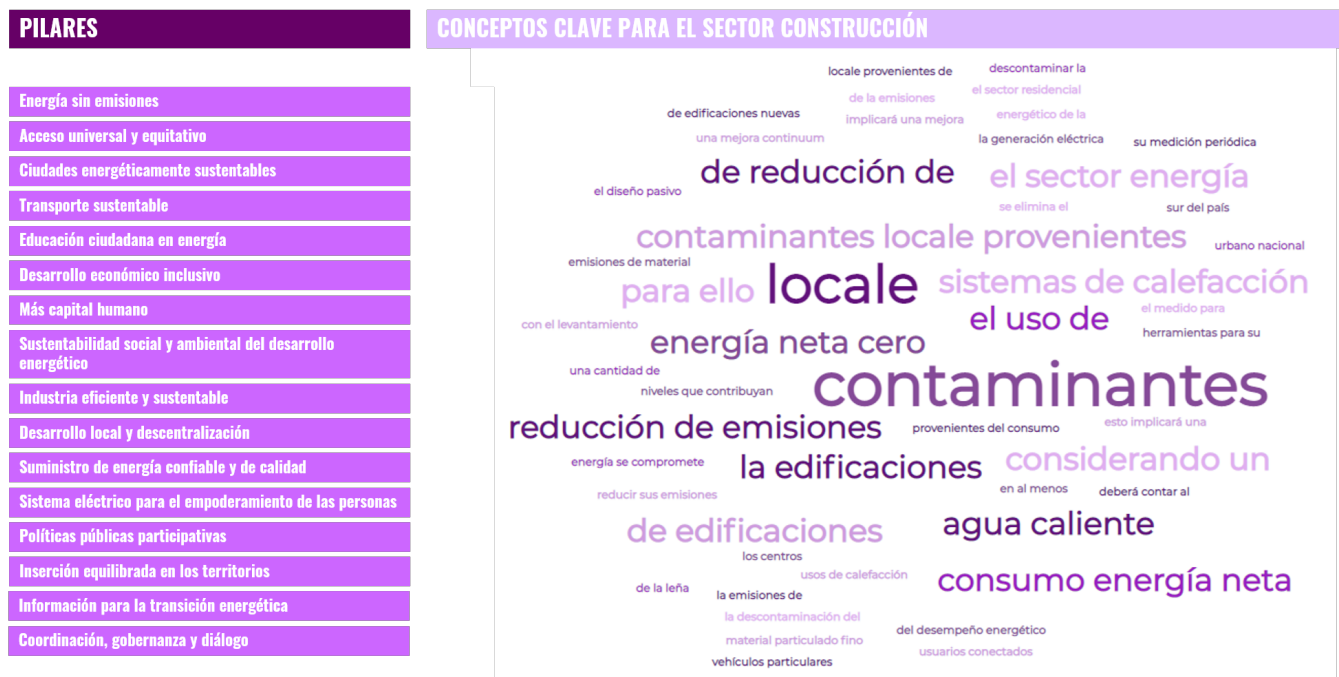 PILARES
Energía sin emisiones
Acceso universal y equitativo
Ciudades energéticamente sustentables
Transporte sustentable
Educación ciudadana en energía
Desarrollo económico inclusivo
Más capital humano
Sustentabilidad social y ambiental del desarrollo
energético
Industria eficiente y sustentable
Desarrollo local y descentralización
Suministro de energía confiable y de calidad
Sistema eléctrico para el empoderamiento de las personas
Políticas públicas participativas
Inserción equilibrada en los territorios
Información para la transición energética
Coordinación, gobernanza y diálogo
CONCEPTOS CLAVE PARA EL SECTOR CONSTRUCCIÓN
locale provenientes de
descontaminar la
de la emisiones
el sector residencial
de edificaciones nuevas
implicará una mejora
energético de la
una mejora continuum
la generación eléctrica
su medición periódica
de reducción de
el sector energía
el diseño pasivo
se elimina el
sur del país
contaminantes locale provenientes
urbano nacional
emisiones de material
para ello
locale
sistemas de calefacción
el uso de
el medido para
con el levantamiento
herramientas para su
energía neta cero
una cantidad de
niveles que contribuyan
contaminantes
reducción de emisiones
provenientes del consumo
esto implicará una
energía se compromete
la edificaciones
considerando un
reducir sus emisiones
en al menos
deberá contar al
de edificaciones
agua caliente
los centros
usos de calefacción
consumo energía neta
de la leña
la emisiones de
la descontaminación del
material particulado fino
del desempeño energético
usuarios conectados
vehículos particulares